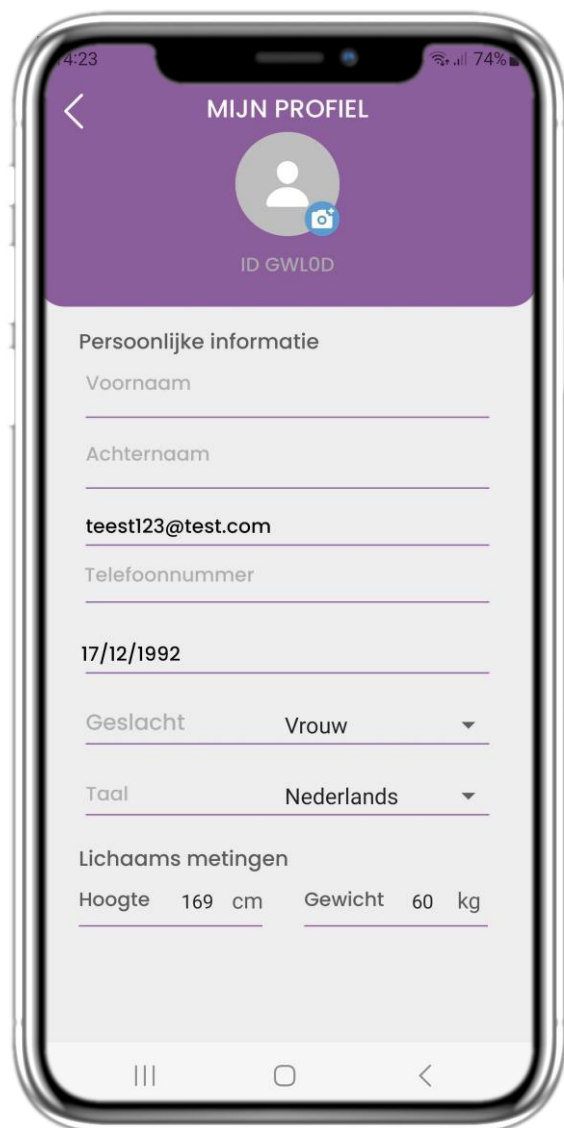 14:23 74%
MIJN PROFIEL
ID GWL0D
Persoonlijke informatie
Voornaam
Achternaam
teest123@test.com
Telefoonnummer
17/12/1992
Geslacht Vrouw
Taal Nederlands
Lichaams metingen
Hoogte 169 cm Gewicht 60 kg